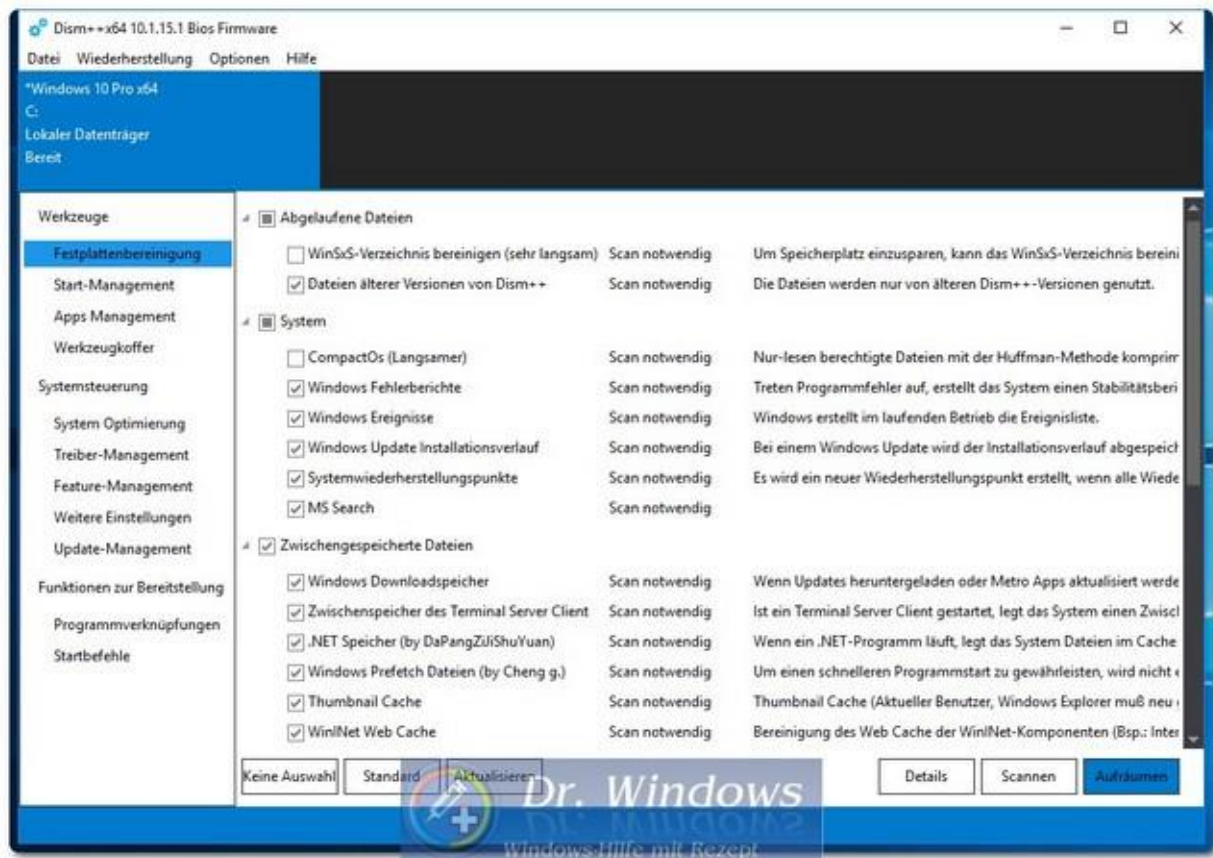 Dism++x64 10.1.15.1 Bios Firmware
Datei Wiederherstellung Optionen Hilfe
*Windows 10 Pro x64
C:
Lokaler Datenträger
Bereit
Werkzeuge
Festplattenbereinigung
Start-Management
Apps Management
Werkzeugkoffer
Systemsteuerung
System Optimierung
Treiber-Management
Feature-Management
Weitere Einstellungen
Update-Management
Funktionen zur Bereitstellung
Programmverknüpfungen
Startbefehle
Abgelaufene Dateien
WinSxS-Verzeichnis bereinigen (sehr langsam) Scan notwendig Um Speicherplatz einzusparen, kann das WinSxS-Verzeichnis bereini
Dateien älterer Versionen von Dism++ Scan notwendig Die Dateien werden nur von älteren Dism++-Versionen genutzt.
System
CompactOs (Langsamer) Scan notwendig Nur-lesen berechtigte Dateien mit der Huffman-Methode komprim
Windows Fehlerberichte Scan notwendig Treten Programmfehler auf, erstellt das System einen Stabilitätsberi
Windows Ereignisse Scan notwendig Windows erstellt im laufenden Betrieb die Ereignisliste.
Windows Update Installationsverlauf Scan notwendig Bei einem Windows Update wird der Installationsverlauf abgespeich
Systemwiederherstellungspunkte Scan notwendig Es wird ein neuer Wiederherstellungspunkt erstellt, wenn alle Wiede
MS Search Scan notwendig
Zwischengespeicherte Dateien
Windows Downloadspeicher Scan notwendig Wenn Updates heruntergeladen oder Metro Apps aktualisiert werde
Zwischenspeicher des Terminal Server Client Scan notwendig Ist ein Terminal Server Client gestartet, legt das System einen Zwisc
.NET Speicher (by DaPangZiJiShuYuan) Scan notwendig Wenn ein .NET-Programm läuft, legt das System Dateien im Cache
Windows Prefetch Dateien (by Cheng g.) Scan notwendig Um einen schnelleren Programmstart zu gewährleisten, wird nicht
Thumbnail Cache Scan notwendig Thumbnail Cache (Aktueller Benutzer, Windows Explorer muß neu
WinINet Web Cache Scan notwendig Bereinigung des Web Cache der WinINet-Komponenten (Bsp.: Inter
Keine Auswahl Standard Aktualisieren Details Scannen Aufräumen
Dr. Windows
Windows-Hilfe mit Rezept